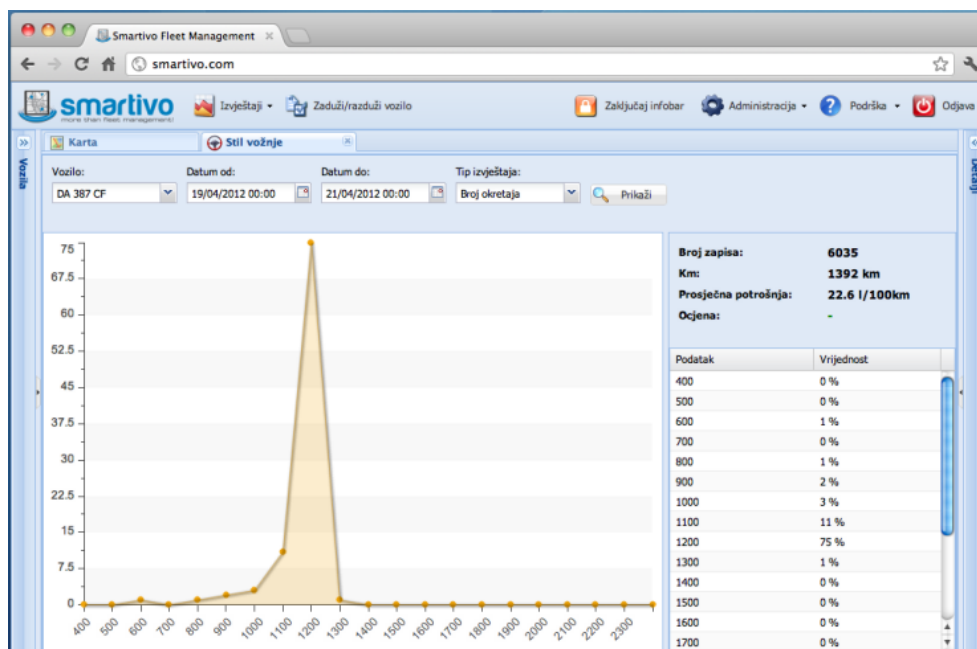 Smartivo Fleet Management
smartivo.com
smartivo
more than fleet management!
Izvještaji
Zaduži/razduži vozilo
Zaključaj infobar
Administracija
Podrška
Odjava
Karta
Stil vožnje
Vozila
Detalji
Vozilo:
Datum od:
Datum do:
Tip izvještaja:
DA 387 CF
19/04/2012 00:00
21/04/2012 00:00
Broj okretaja
Prikaži
75
67.5
60
52.5
45
37.5
30
22.5
15
7.5
0
400 500 600 700 800 900 1000 1100 1200 1300 1400 1500 1600 1700 1800 1900 2000 2100 2200 2300
Broj zapisa: 6035
Km: 1392 km
Prosječna potrošnja: 22.6 l/100km
Ocjena: -
Podatak Vrijednost
400 0 %
500 0 %
600 1 %
700 0 %
800 1 %
900 2 %
1000 3 %
1100 11 %
1200 75 %
1300 1 %
1400 0 %
1500 0 %
1600 0 %
1700 0 %